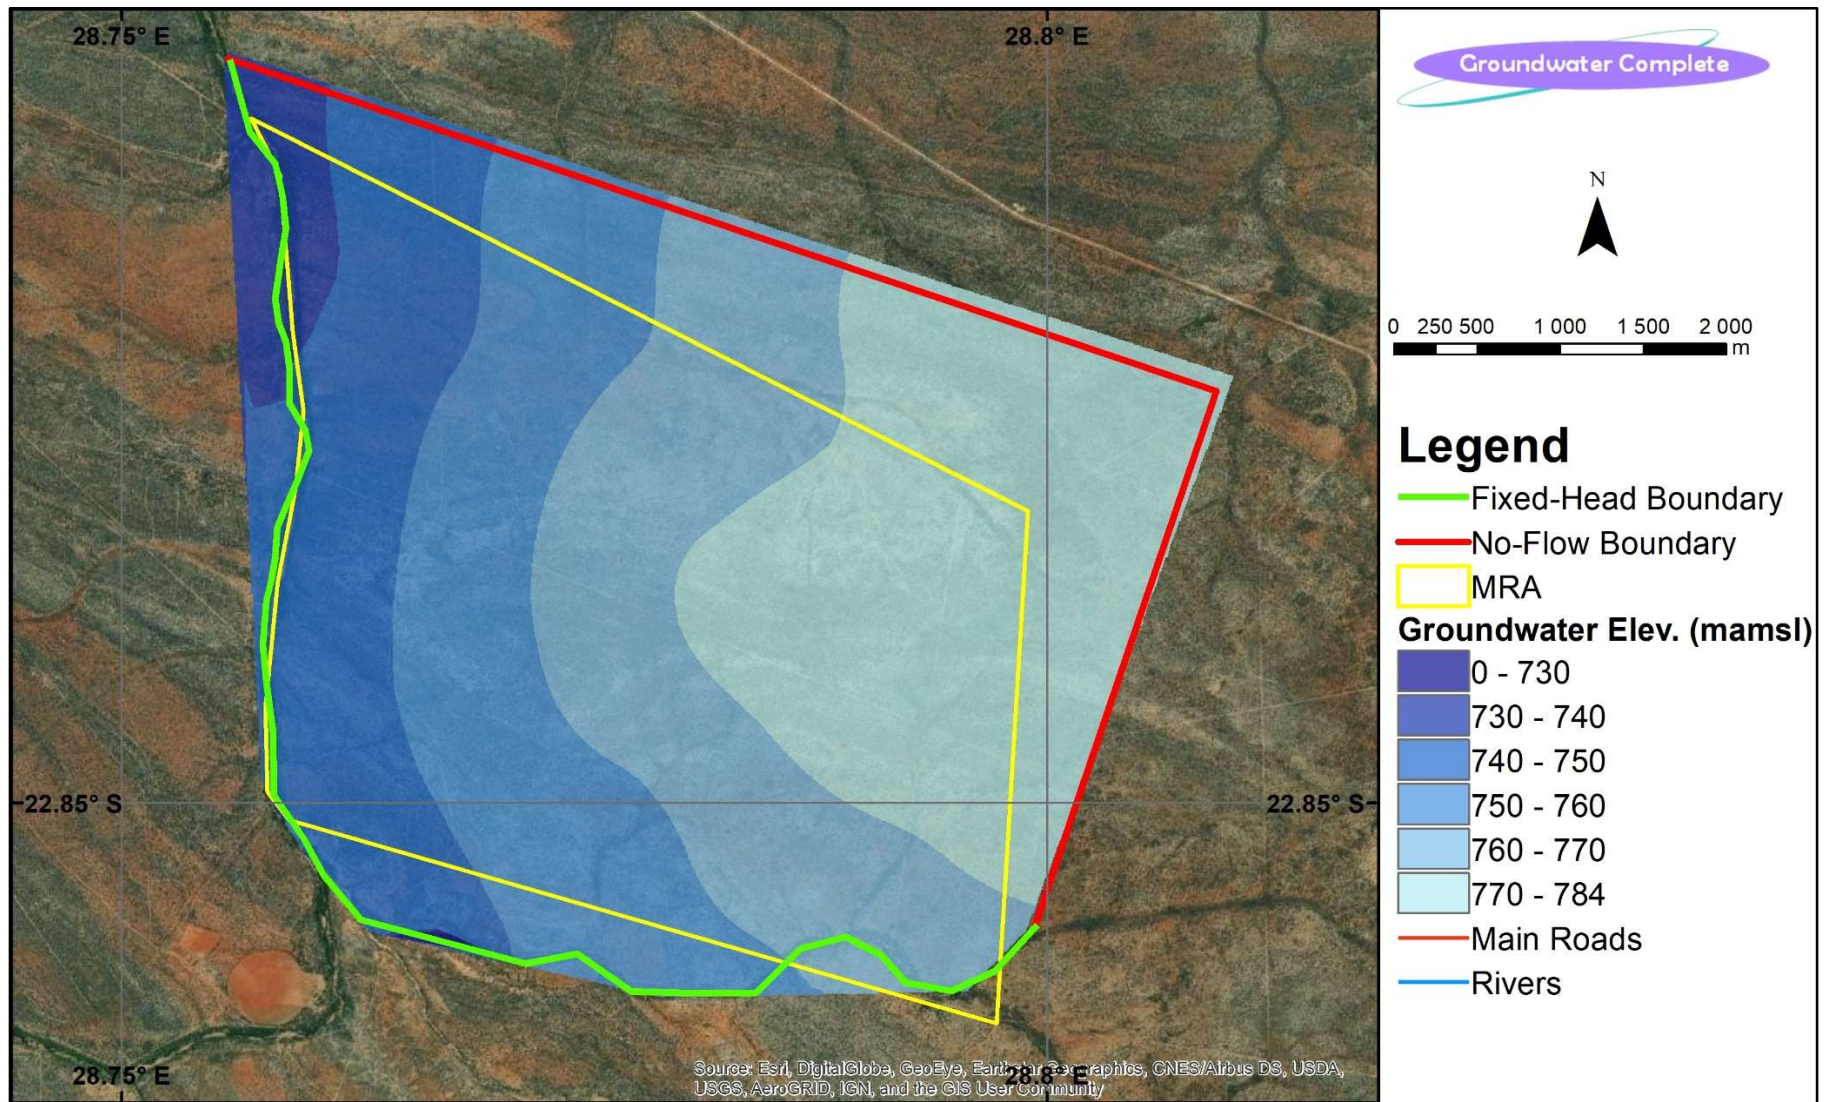 28.75° E
28.8° E
22.85° S
22.85° S
28.75° E
28.8° E
Source: Esri, DigitalGlobe, GeoEye, Earthstar Geographics, CNES/Airbus DS, USDA,
USGS, AeroGRID, IGN, and the GIS User Community
Groundwater Complete
N
0 250 500 1 000 1 500 2 000
m
Legend
Fixed-Head Boundary
No-Flow Boundary
MRA
Groundwater Elev. (mamsl)
0 - 730
730 - 740
740 - 750
750 - 760
760 - 770
770 - 784
Main Roads
Rivers